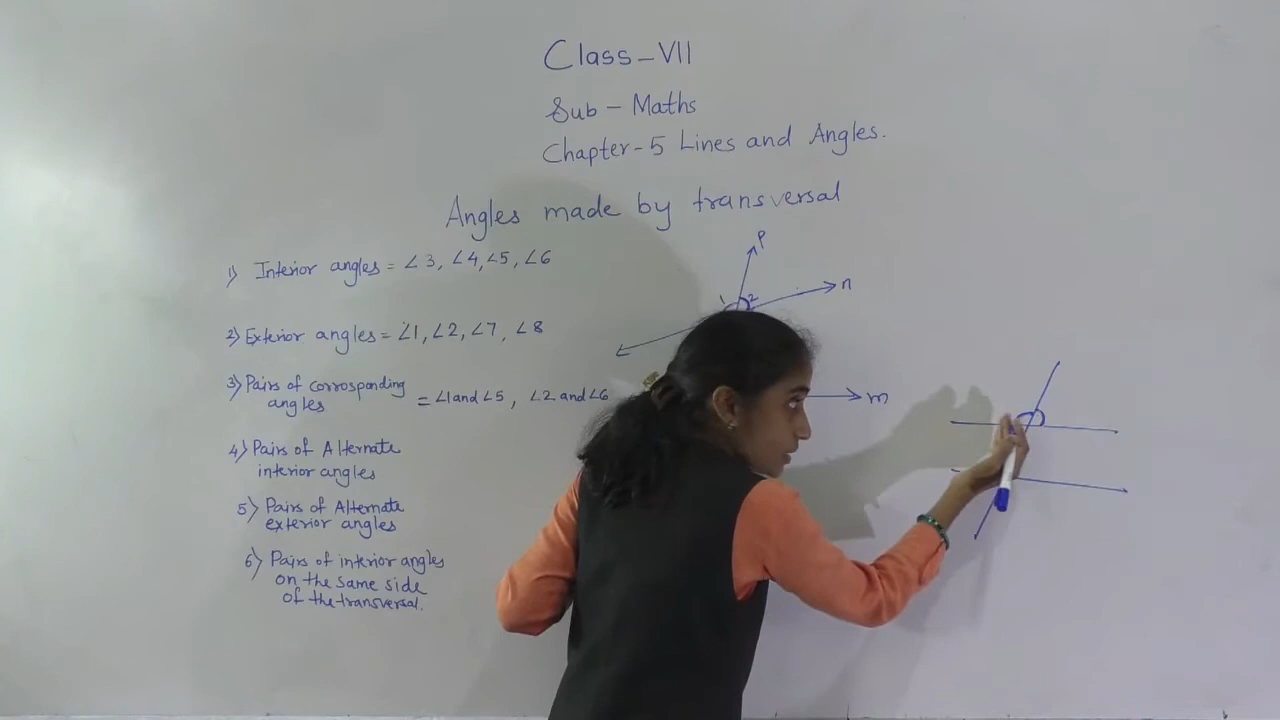 Class - VII
Sub - Maths
Chapter - 5 Lines and Angles.
Angles made by transversal
1) Interior angles = ∠3, ∠4, ∠5, ∠6
2) Exterior angles = ∠1, ∠2, ∠7, ∠8
3) Pairs of corrosponding
angles = ∠1 and ∠5, ∠2 and ∠6
4) Pairs of Alternate
interior angles
5) Pairs of Alternate
exterior angles
6) Pairs of interior angles
on the same side
of the transversal.
P
n
1 2
m